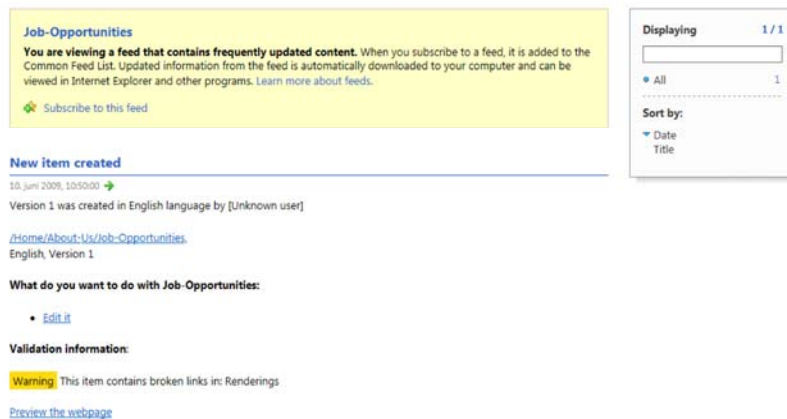 Job-Opportunities
You are viewing a feed that contains frequently updated content. When you subscribe to a feed, it is added to the
Common Feed List. Updated information from the feed is automatically downloaded to your computer and can be
viewed in Internet Explorer and other programs. Learn more about feeds.
Subscribe to this feed
Displaying 1 / 1
All 1
Sort by:
Date
Title
New item created
10. juni 2009, 10:50:00
Version 1 was created in English language by [Unknown user]
/Home/About-Us/Job-Opportunities,
English, Version 1
What do you want to do with Job-Opportunities:
• Edit it
Validation information:
Warning This item contains broken links in: Renderings
Preview the webpage